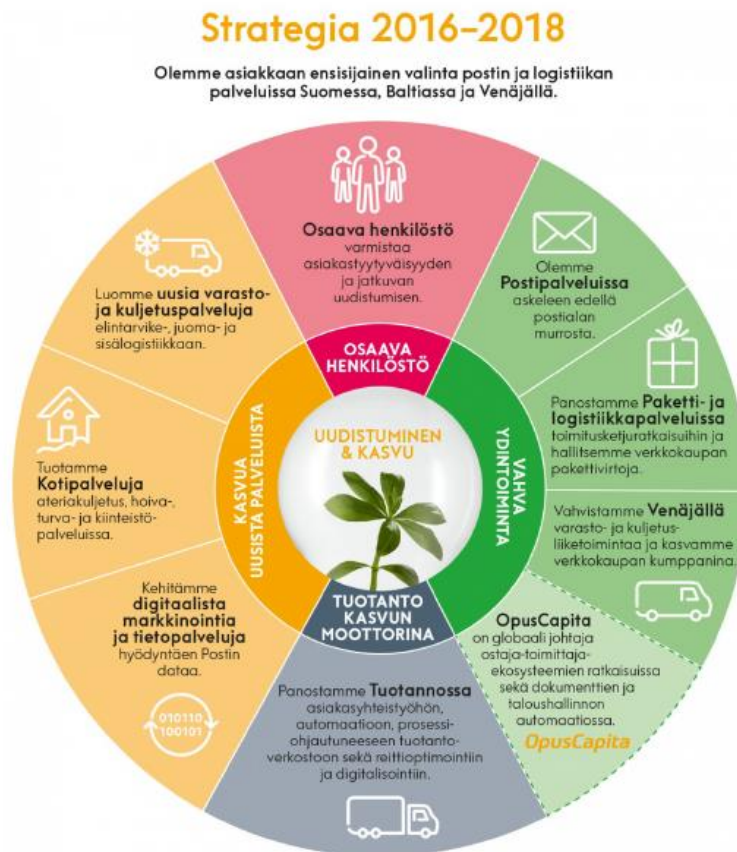 Strategia 2016–2018
Olemme asiakkaan ensisijainen valinta postin ja logistiikan
palveluissa Suomessa, Baltiassa ja Venäjällä.
Osaava henkilöstö
varmistaa
asiakastyytyväisyyden
ja jatkuvan
uudistumisen.
Olemme
Postipalveluissa
askeleen edellä
postialan
murrosta.
Panostamme Paketti- ja
logistiikkapalveluissa
toimitusketjuratkaisuihin ja
hallitsemme verkkokaupan
pakettivirtoja.
Vahvistamme Venäjällä
varasto- ja kuljetus-
liiketoimintaa ja kasvamme
verkkokaupan kumppanina.
OpusCapita
on globaali johtaja
ostaja-toimittaja-
ekosysteemien ratkaisuissa
sekä dokumenttien ja
taloushallinnon
automaatiossa.
OpusCapita
Panostamme Tuotannossa
asiakasyhteistyöhön,
automaatioon, prosessi-
ohjautuneeseen tuotanto-
verkostoon sekä reittioptimointiin
ja digitalisointiin.
Kehitämme
digitaalista
markkinointia
ja tietopalveluja
hyödyntäen Postin
dataa.
010110
100101
Tuotamme
Kotipalveluja
ateriakuljetus, hoiva-,
turva- ja kiinteistö-
palveluissa.
Luomme uusia varasto-
ja kuljetuspalveluja
elintarvike-, juoma- ja
sisälogistiikkaan.
OSAAVA
HENKILÖSTÖ
VAHVA
YDINTOIMINTA
TUOTANTO
KASVUN
MOOTTORINA
KASVUA
UUSISTA PALVELUISTA
UUDISTUMINEN
& KASVU